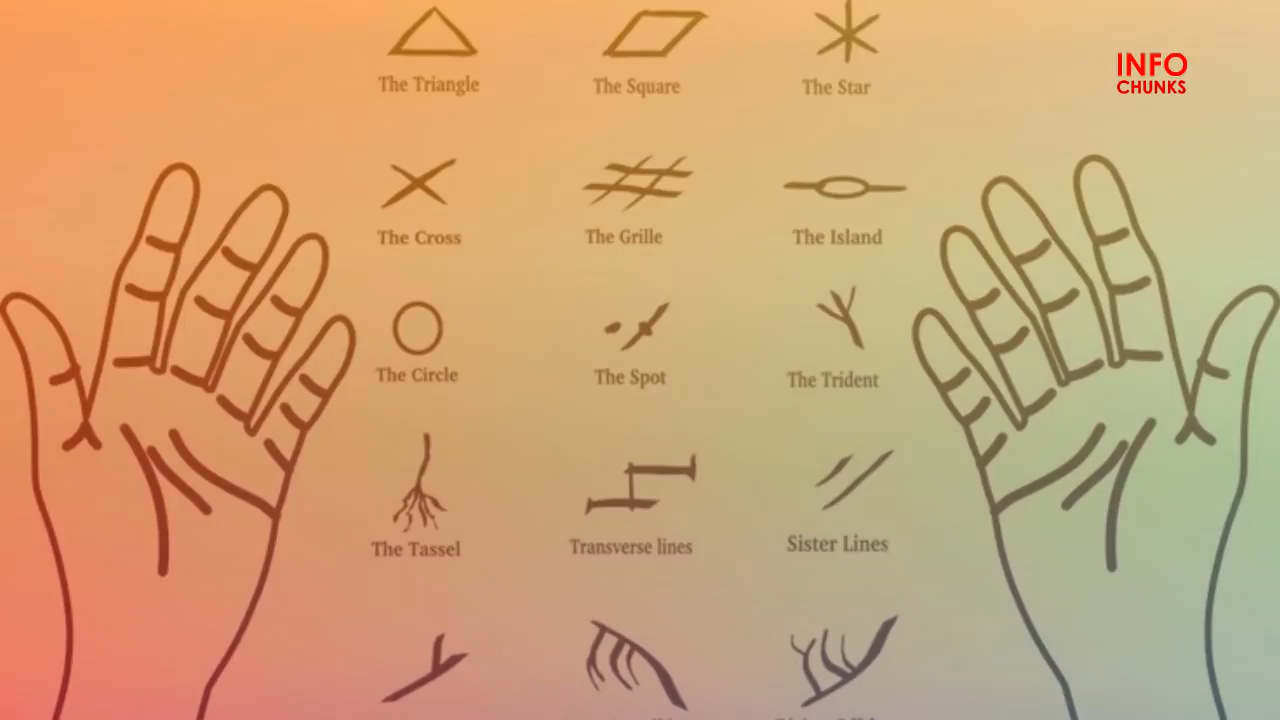 The Triangle
The Square
The Star
INFO
CHUNKS
The Cross
The Grille
The Island
The Circle
The Spot
The Trident
The Tassel
Transverse lines
Sister Lines